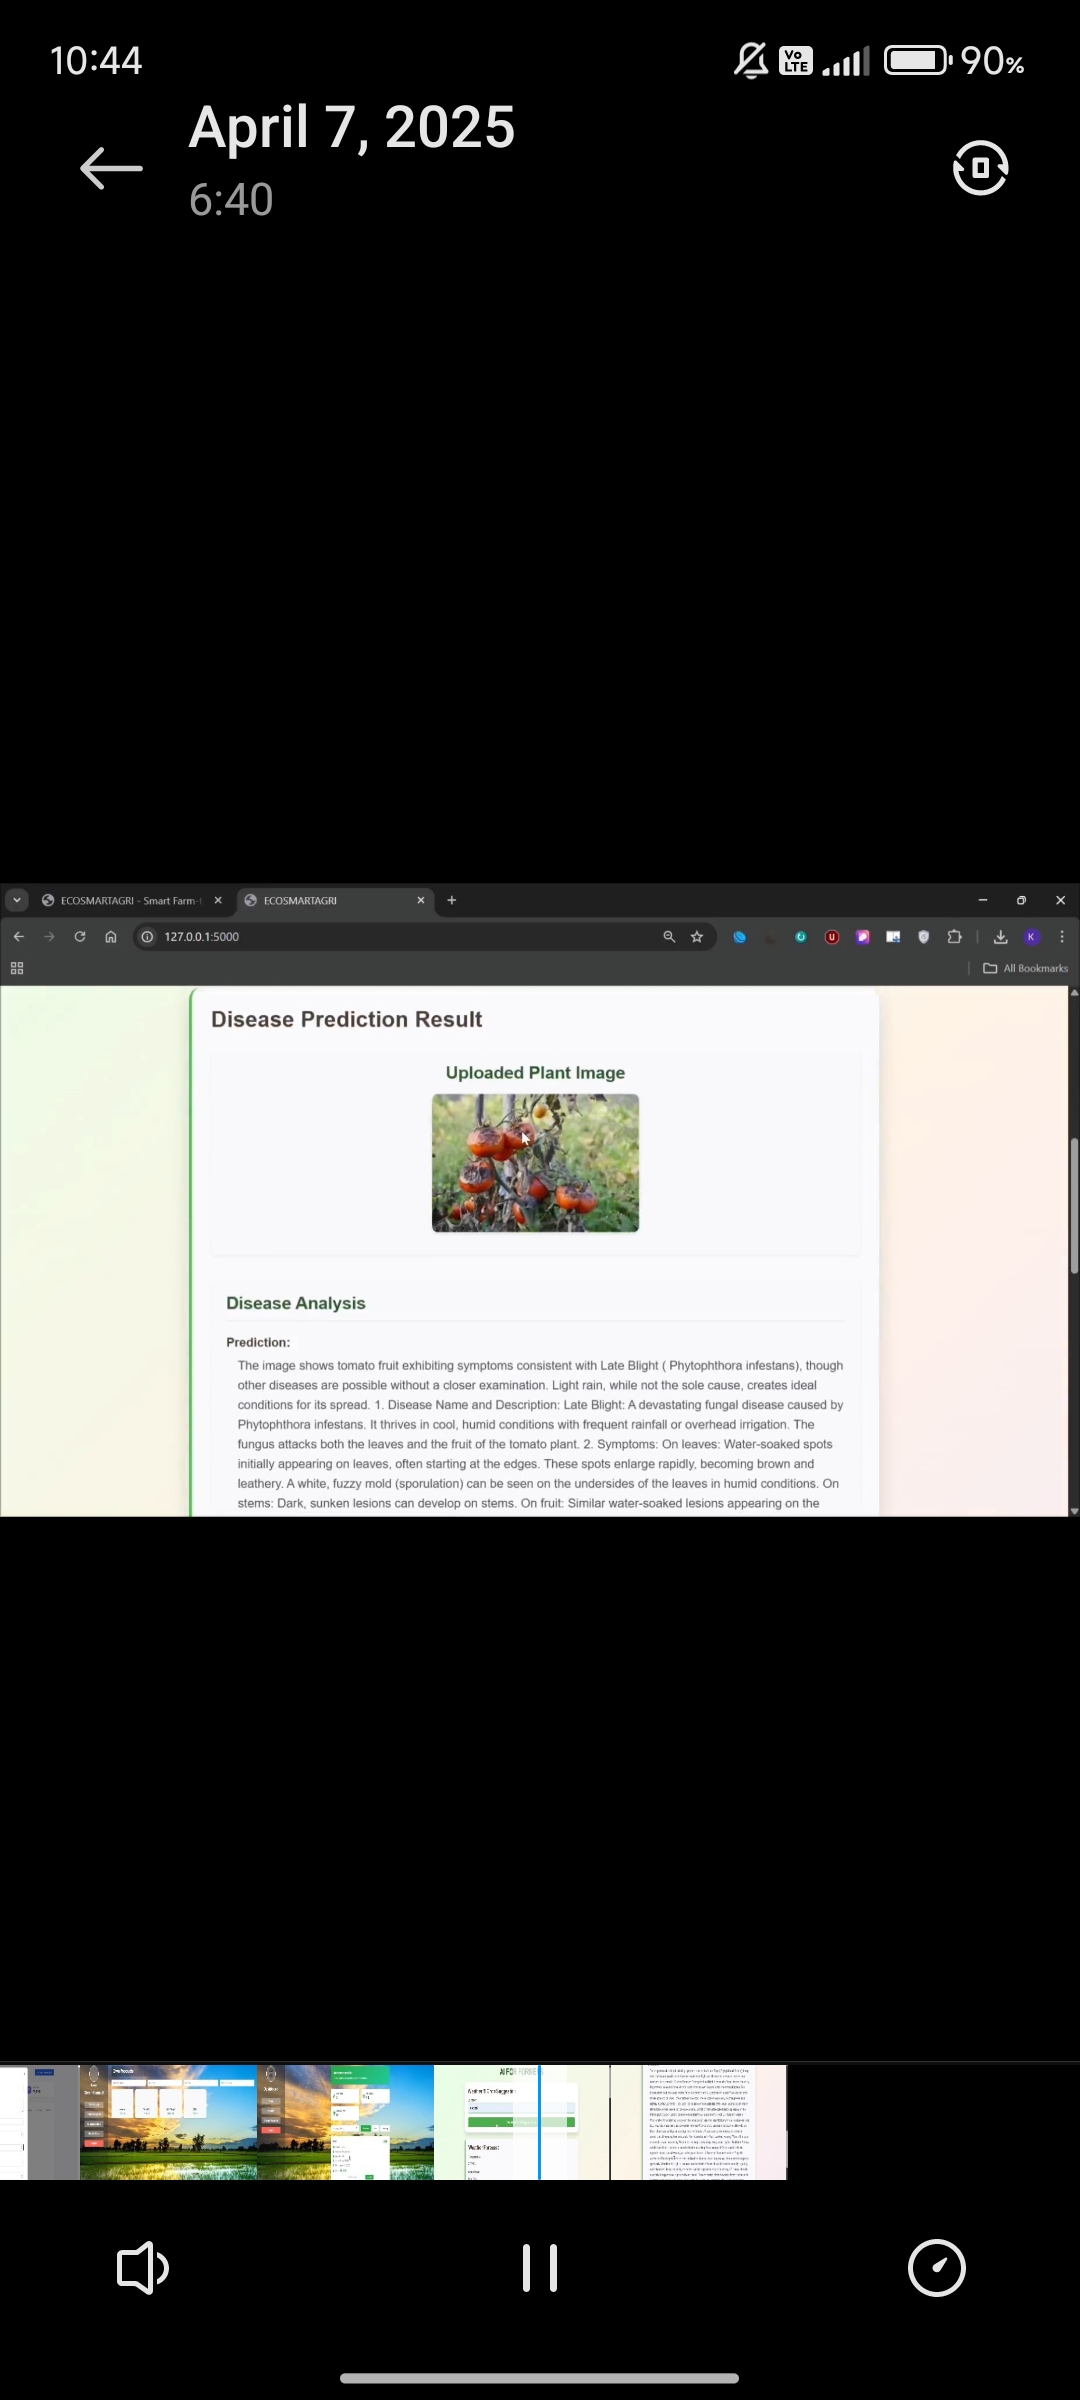 10:44
Vo LTE
90%
April 7, 2025
6:40
ECOSMARTAGRI - Smart Farm-
ECOSMARTAGRI
127.0.0.1:5000
U
K
All Bookmarks
Disease Prediction Result
Uploaded Plant Image
Disease Analysis
Prediction:
The image shows tomato fruit exhibiting symptoms consistent with Late Blight ( Phytophthora infestans), though
other diseases are possible without a closer examination. Light rain, while not the sole cause, creates ideal
conditions for its spread. 1. Disease Name and Description: Late Blight: A devastating fungal disease caused by
Phytophthora infestans. It thrives in cool, humid conditions with frequent rainfall or overhead irrigation. The
fungus attacks both the leaves and the fruit of the tomato plant. 2. Symptoms: On leaves: Water-soaked spots
initially appearing on leaves, often starting at the edges. These spots enlarge rapidly, becoming brown and
leathery. A white, fuzzy mold (sporulation) can be seen on the undersides of the leaves in humid conditions. On
stems: Dark, sunken lesions can develop on stems. On fruit: Similar water-soaked lesions appearing on the